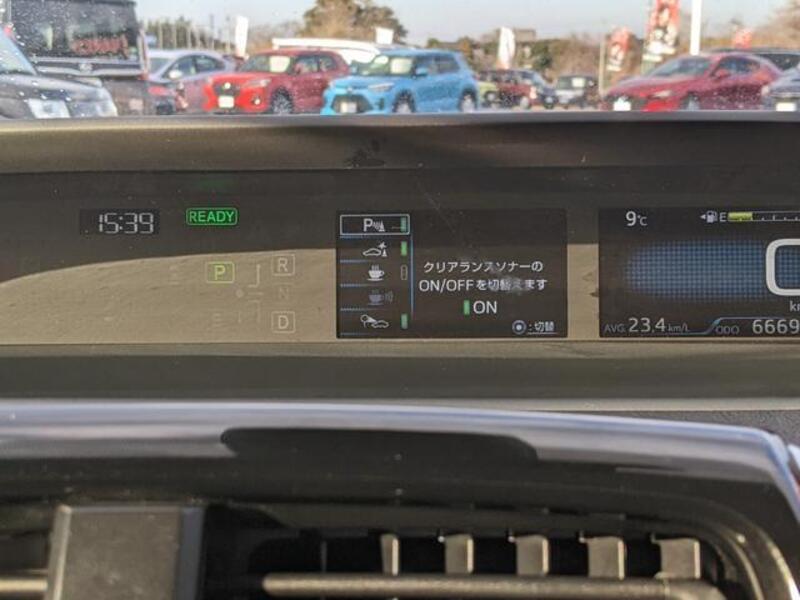 15:39
READY
9℃
E
P
クリアランスソナーの
ON/OFFを切替えます
ON
:切替
P
R
N
D
AVG. 23.4 km/L
ODO 6669